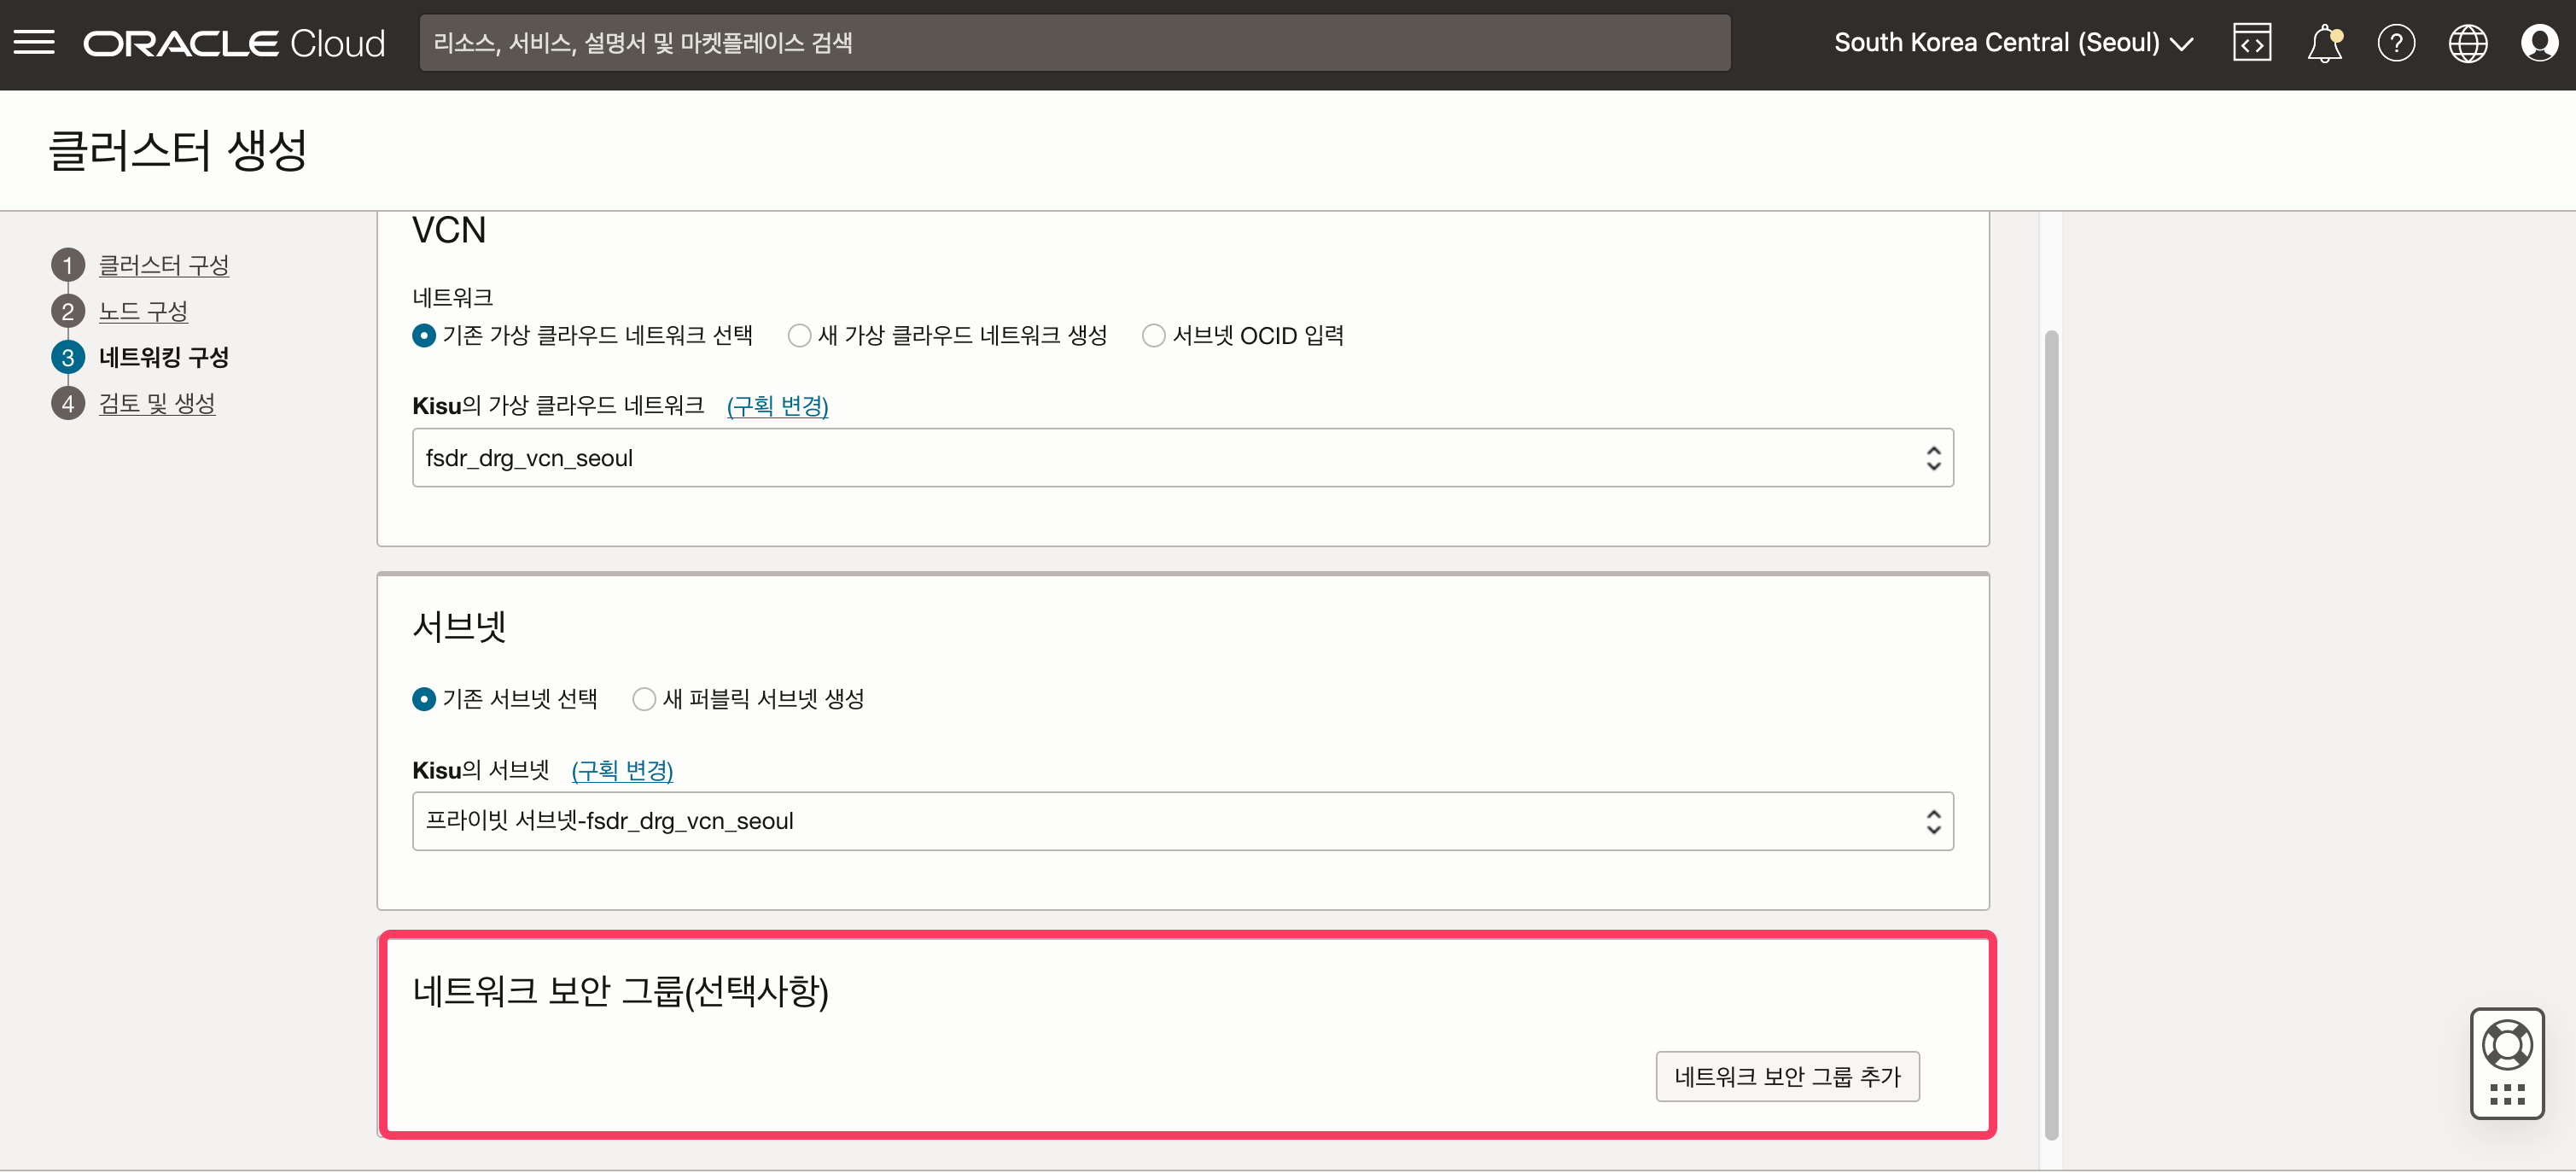 ORACLE Cloud
리소스, 서비스, 설명서 및 마켓플레이스 검색
South Korea Central (Seoul)
클러스터 생성
1 클러스터 구성
2 노드 구성
3 네트워킹 구성
4 검토 및 생성
VCN
네트워크
기존 가상 클라우드 네트워크 선택 새 가상 클라우드 네트워크 생성 서브넷 OCID 입력
Kisu의 가상 클라우드 네트워크 (구획 변경)
fsdr_drg_vcn_seoul
서브넷
기존 서브넷 선택 새 퍼블릭 서브넷 생성
Kisu의 서브넷 (구획 변경)
프라이빗 서브넷-fsdr_drg_vcn_seoul
네트워크 보안 그룹(선택사항)
네트워크 보안 그룹 추가